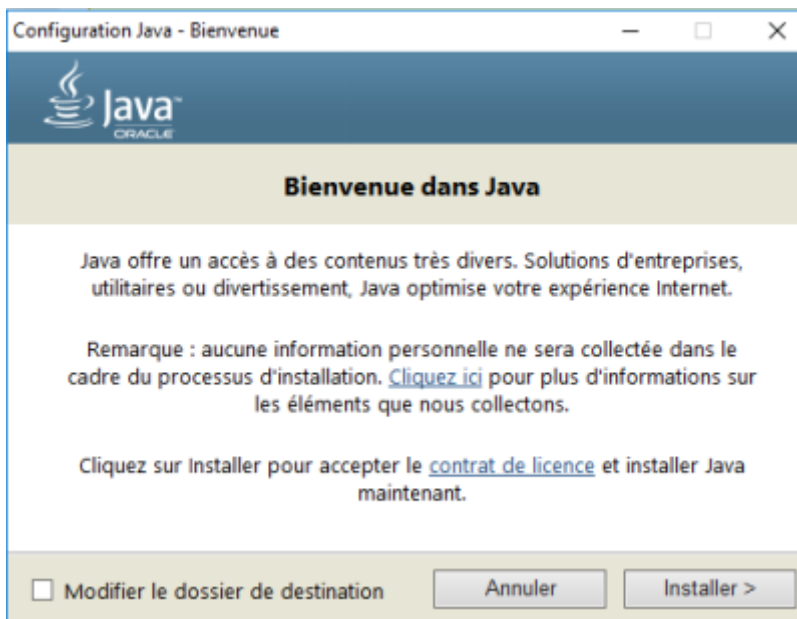 Configuration Java - Bienvenue
Java™
ORACLE
Bienvenue dans Java
Java offre un accès à des contenus très divers. Solutions d'entreprises,
utilitaires ou divertissement, Java optimise votre expérience Internet.
Remarque : aucune information personnelle ne sera collectée dans le
cadre du processus d'installation. Cliquez ici pour plus d'informations sur
les éléments que nous collectons.
Cliquez sur Installer pour accepter le contrat de licence et installer Java
maintenant.
Modifier le dossier de destination
Annuler
Installer >